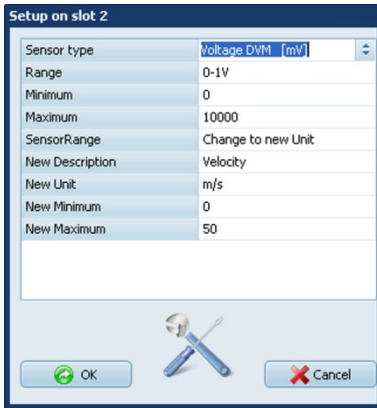 Setup on slot 2
Sensor type Voltage DVM [mV]
Range 0-1V
Minimum 0
Maximum 10000
SensorRange Change to new Unit
New Description Velocity
New Unit m/s
New Minimum 0
New Maximum 50
OK Cancel